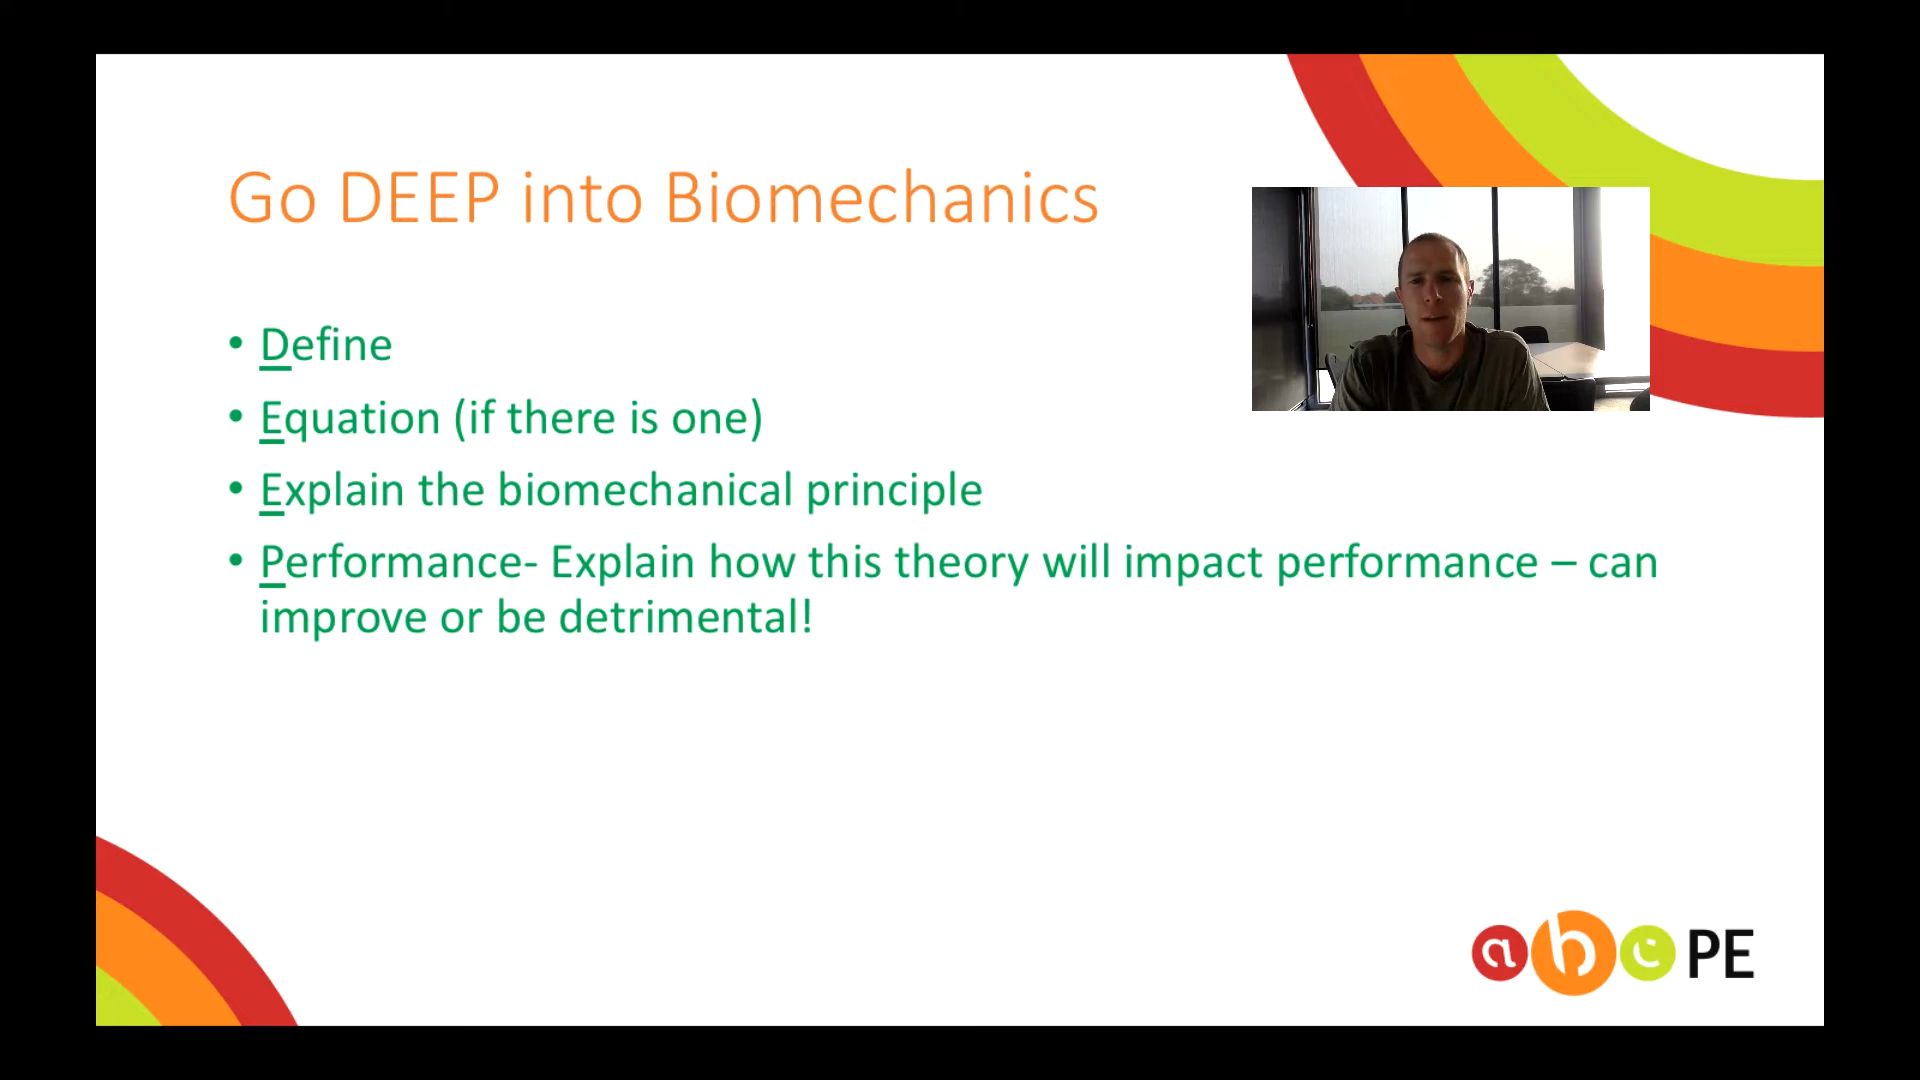 Go DEEP into Biomechanics
• Define
• Equation (if there is one)
• Explain the biomechanical principle
• Performance- Explain how this theory will impact performance – can
improve or be detrimental!
abc PE